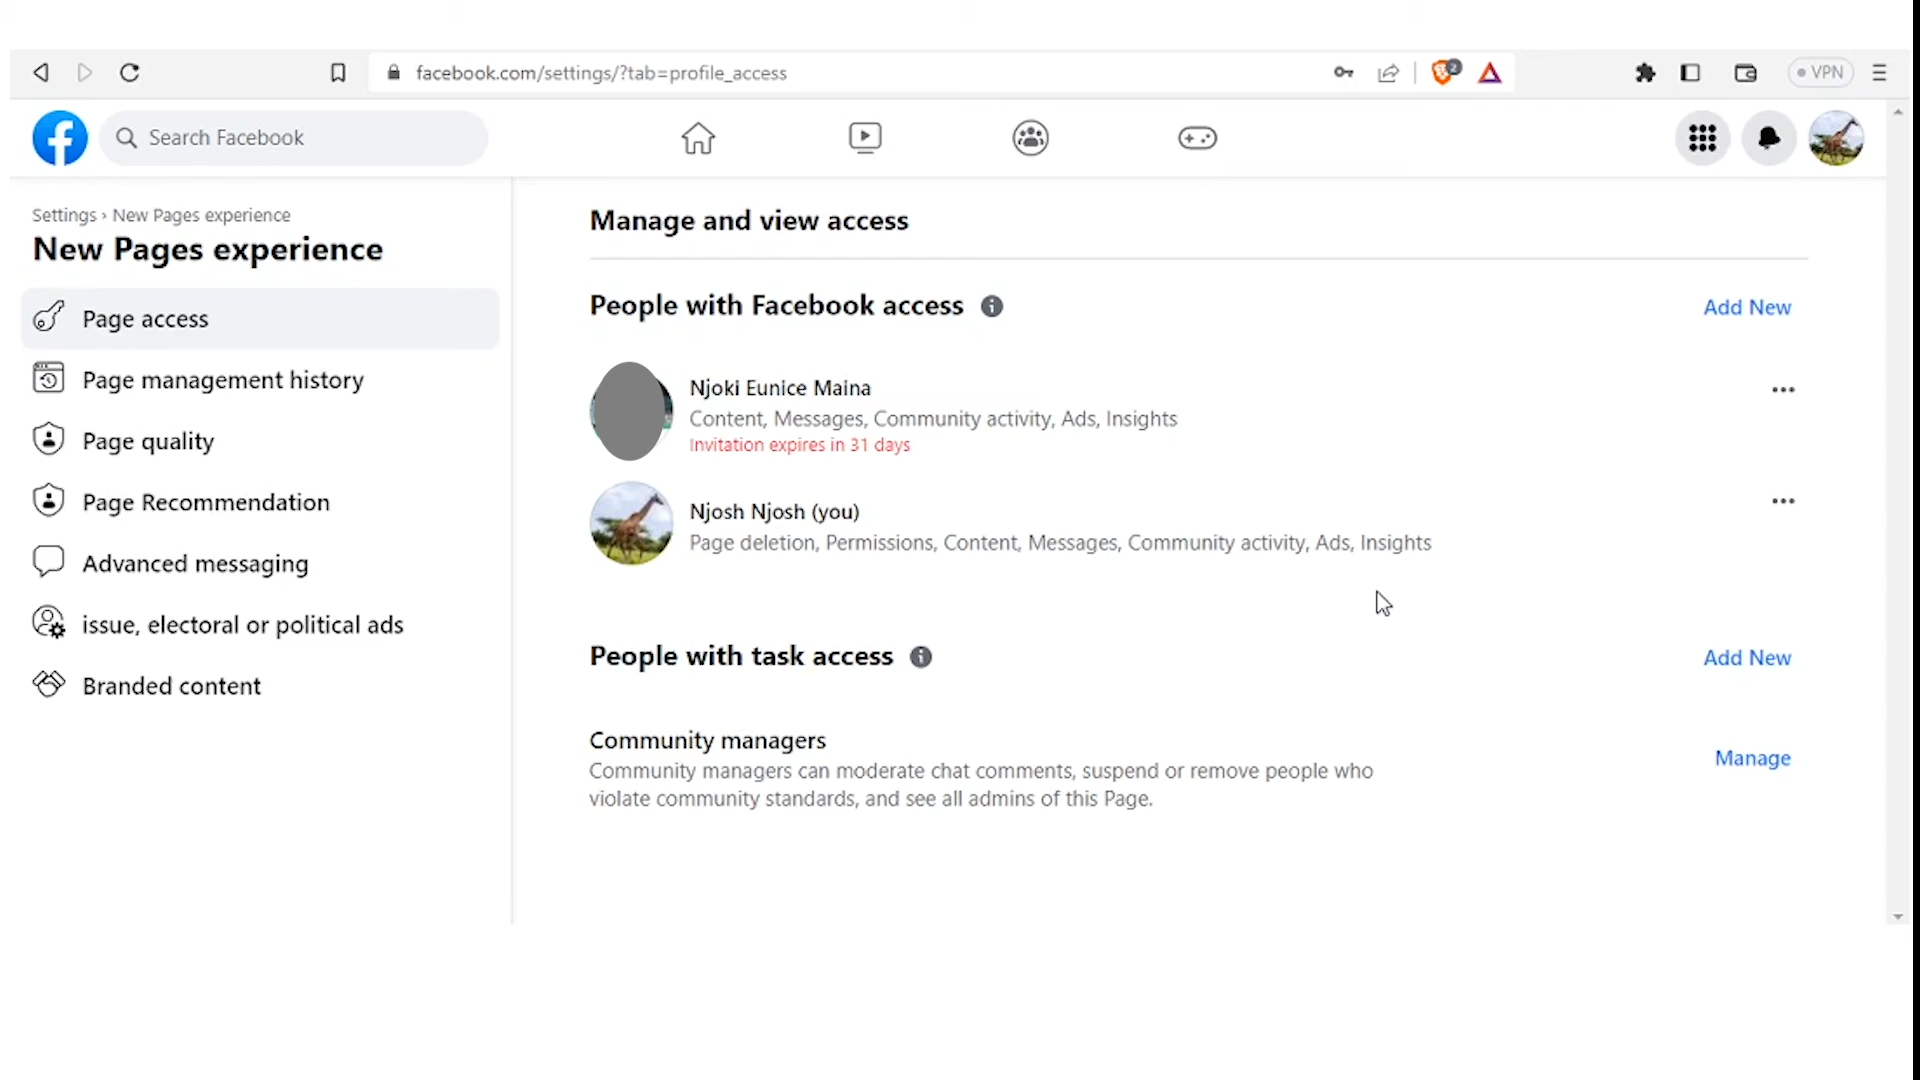 facebook.com/settings/?tab=profile_access
2
VPN
Search Facebook
Settings › New Pages experience
New Pages experience
Page access
Page management history
Page quality
Page Recommendation
Advanced messaging
issue, electoral or political ads
Branded content
Manage and view access
People with Facebook access
Add New
Njoki Eunice Maina
Content, Messages, Community activity, Ads, Insights
Invitation expires in 31 days
Njosh Njosh (you)
Page deletion, Permissions, Content, Messages, Community activity, Ads, Insights
People with task access
Add New
Community managers
Community managers can moderate chat comments, suspend or remove people who
violate community standards, and see all admins of this Page.
Manage